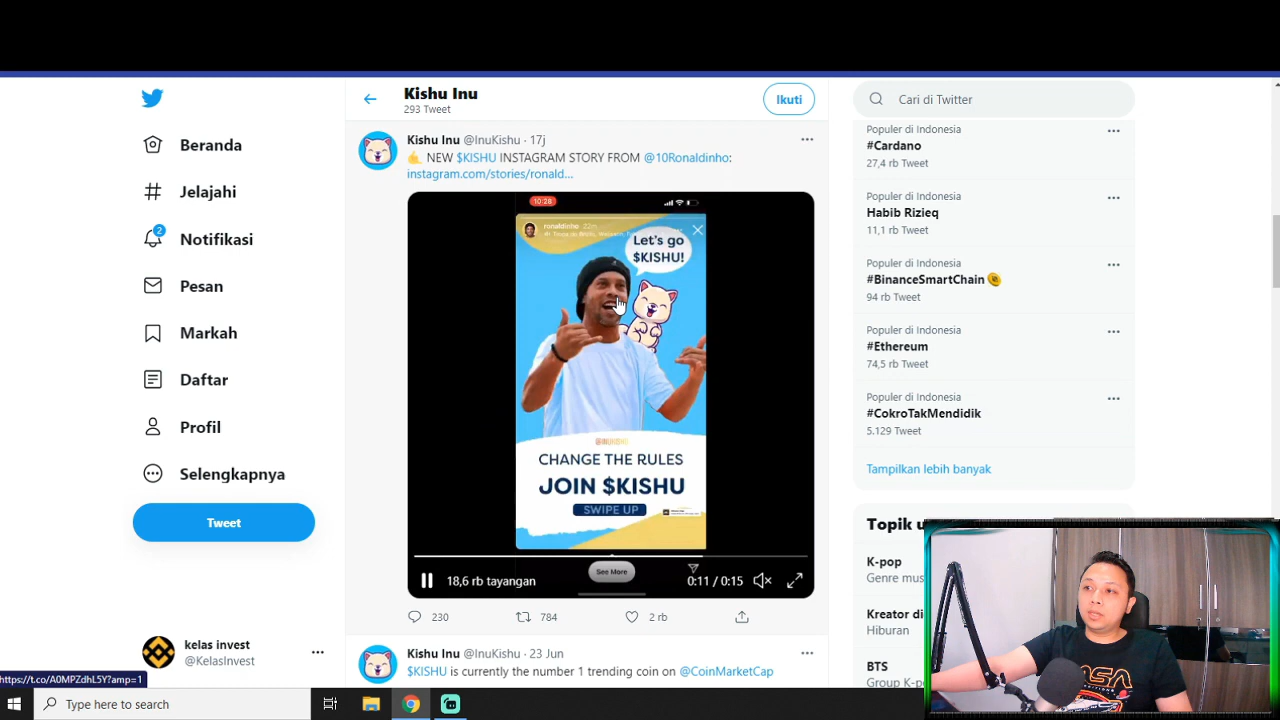 Beranda
Jelajahi
2
Notifikasi
Pesan
Markah
Daftar
Profil
Selengkapnya
Tweet
kelas invest
@KelasInvest
Kishu Inu
293 Tweet
Ikuti
Kishu Inu @InuKishu · 17j
NEW $KISHU INSTAGRAM STORY FROM @10Ronaldinho:
instagram.com/stories/ronald...
10:28
ronaldinho 22m
Let's go
$KISHU!
@INUKISHU
CHANGE THE RULES
JOIN $KISHU
SWIPE UP
See More
18,6 rb tayangan
0:11 / 0:15
230
784
2 rb
Kishu Inu @InuKishu · 23 Jun
$KISHU is currently the number 1 trending coin on @CoinMarketCap
Cari di Twitter
Populer di Indonesia
#Cardano
27,4 rb Tweet
Populer di Indonesia
Habib Rizieq
11,1 rb Tweet
Populer di Indonesia
#BinanceSmartChain
94 rb Tweet
Populer di Indonesia
#Ethereum
74,5 rb Tweet
Populer di Indonesia
#CokroTakMendidik
5.129 Tweet
Tampilkan lebih banyak
Topik u
K-pop
Genre mus
Kreator di
Hiburan
BTS
Group K-p
https://t.co/A0MPZdhL5Y?amp=1
Type here to search